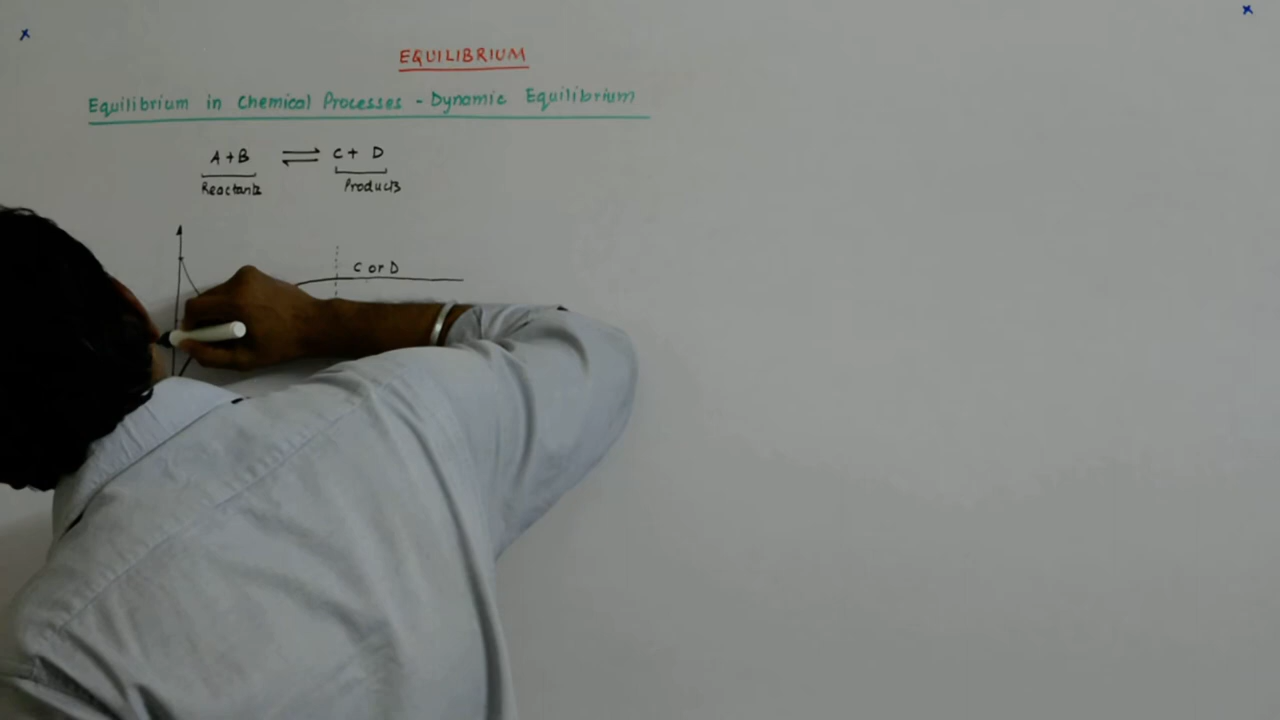 EQUILIBRIUM
Equilibrium in Chemical Processes - Dynamic Equilibrium
A + B ⇌ C + D
Reactants Products
C or D